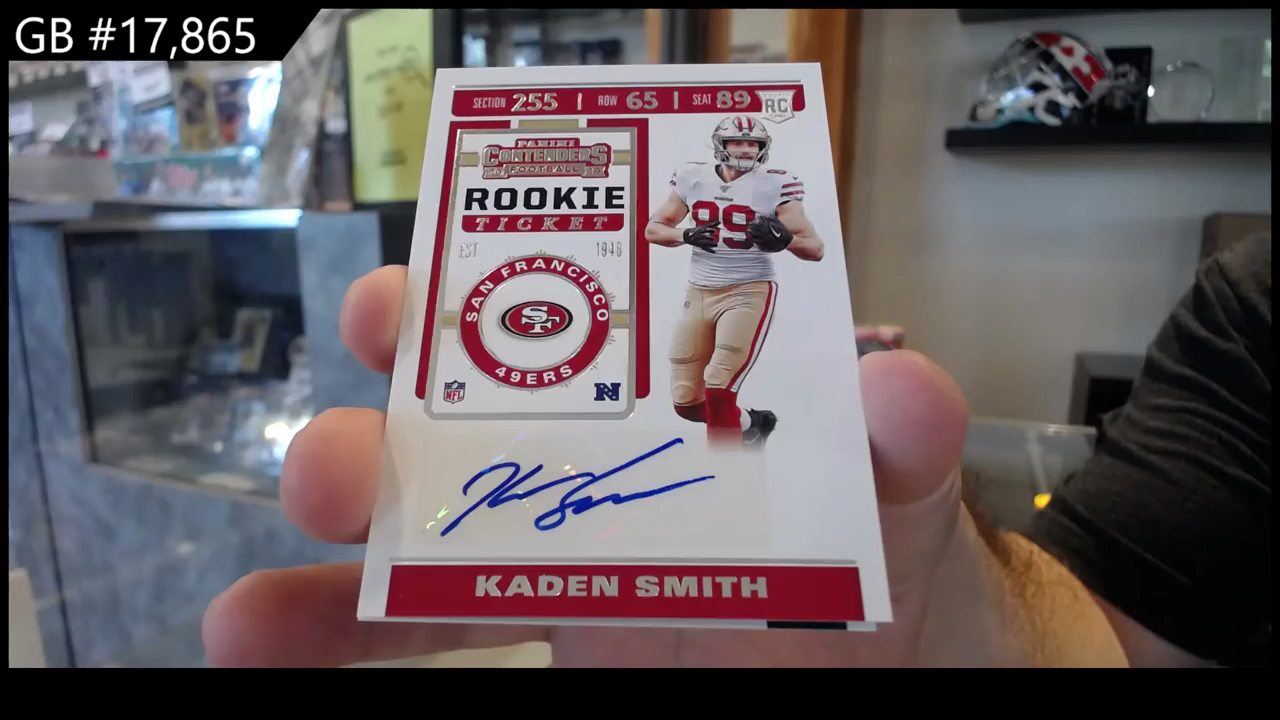 GB #17,865
SECTION 255 | ROW 65 | SEAT 89
RC
PANINI
CONTENDERS
FOOTBALL
ROOKIE
TICKET
EST 1946
SAN FRANCISCO
SF
49ERS
NFL
N
89
KADEN SMITH